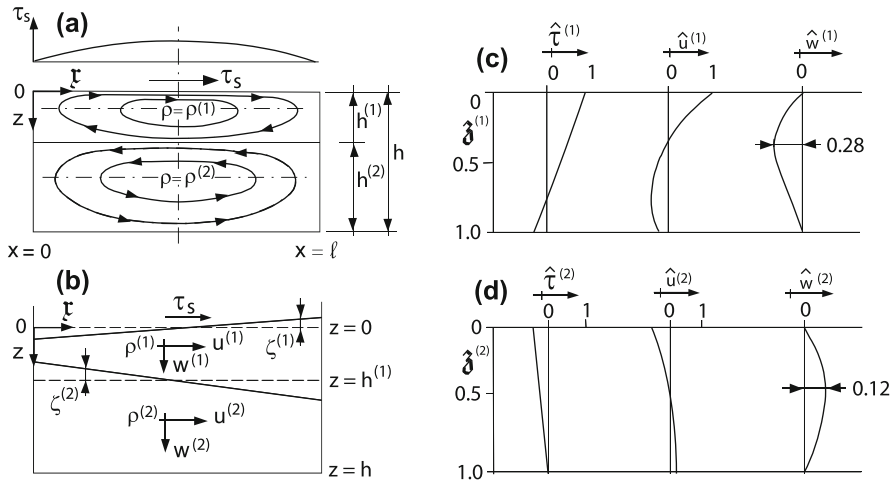 τₛ
(a)
0
𝔵
τₛ
z
ρ=ρ⁽¹⁾
h⁽¹⁾
h
ρ=ρ⁽²⁾
h⁽²⁾
x = 0
x = ℓ
(b)
τₛ
0
𝔵
z = 0
z
ρ⁽¹⁾
u⁽¹⁾
ζ⁽¹⁾
w⁽¹⁾
z = h⁽¹⁾
ζ⁽²⁾
ρ⁽²⁾
u⁽²⁾
w⁽²⁾
z = h
(c)
τ̂⁽¹⁾
û⁽¹⁾
ŵ⁽¹⁾
0 1 0 1 0
0
𝔷̂⁽¹⁾
0.5
0.28
1.0
(d)
τ̂⁽²⁾
û⁽²⁾
ŵ⁽²⁾
0 1 0 1 0
0
𝔷̂⁽²⁾
0.5
0.12
1.0